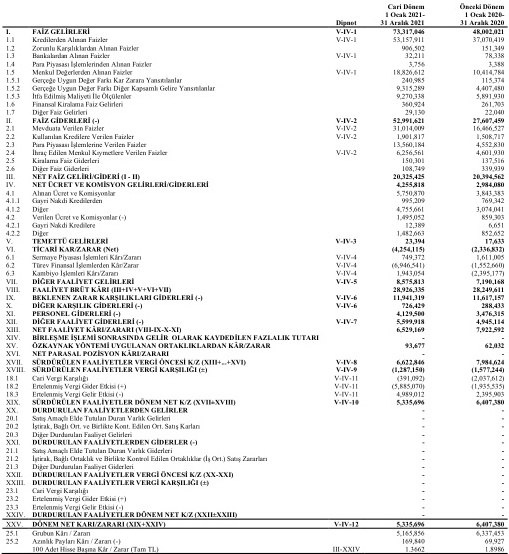 Cari Dönem Önceki Dönem
1 Ocak 2021- 1 Ocak 2020-
Dipnot 31 Aralık 2021 31 Aralık 2020
I. FAİZ GELİRLERİ V-IV-1 73,317,046 48,002,021
1.1 Kredilerden Alınan Faizler V-IV-1 53,157,911 37,070,419
1.2 Zorunlu Karşılıklardan Alınan Faizler 906,502 151,349
1.3 Bankalardan Alınan Faizler V-IV-1 32,211 78,338
1.4 Para Piyasası İşlemlerinden Alınan Faizler 3,756 3,388
1.5 Menkul Değerlerden Alınan Faizler V-IV-1 18,826,612 10,414,784
1.5.1 Gerçeğe Uygun Değer Farkı Kar Zarara Yansıtılanlar 240,985 115,374
1.5.2 Gerçeğe Uygun Değer Farkı Diğer Kapsamlı Gelire Yansıtılanlar 9,315,289 4,407,480
1.5.3 İtfa Edilmiş Maliyeti İle Ölçülenler 9,270,338 5,891,930
1.6 Finansal Kiralama Faiz Gelirleri 360,924 261,703
1.7 Diğer Faiz Gelirleri 29,130 22,040
II. FAİZ GİDERLERİ (-) V-IV-2 52,991,621 27,607,459
2.1 Mevduata Verilen Faizler V-IV-2 31,014,009 16,466,527
2.2 Kullanılan Kredilere Verilen Faizler V-IV-2 1,901,817 1,508,717
2.3 Para Piyasası İşlemlerine Verilen Faizler 13,560,184 4,552,830
2.4 İhraç Edilen Menkul Kıymetlere Verilen Faizler V-IV-2 6,256,561 4,601,930
2.5 Kiralama Faiz Giderleri 150,301 137,516
2.6 Diğer Faiz Giderleri 108,749 339,939
III. NET FAİZ GELİRİ/GİDERİ (I - II) 20,325,425 20,394,562
IV. NET ÜCRET VE KOMİSYON GELİRLERİ/GİDERLERİ 4,255,818 2,984,080
4.1 Alınan Ücret ve Komisyonlar 5,750,870 3,843,383
4.1.1 Gayri Nakdi Kredilerden 995,209 769,342
4.1.2 Diğer 4,755,661 3,074,041
4.2 Verilen Ücret ve Komisyonlar (-) 1,495,052 859,303
4.2.1 Gayri Nakdi Kredilere 12,389 6,651
4.2.2 Diğer 1,482,663 852,652
V. TEMETTÜ GELİRLERİ V-IV-3 23,394 17,633
VI. TİCARİ KAR/ZARAR (Net) (4,254,115) (2,336,832)
6.1 Sermaye Piyasası İşlemleri Kârı/Zararı V-IV-4 749,372 1,611,005
6.2 Türev Finansal İşlemlerden Kâr/Zarar V-IV-4 (6,946,541) (1,552,660)
6.3 Kambiyo İşlemleri Kârı/Zararı V-IV-4 1,943,054 (2,395,177)
VII. DİĞER FAALİYET GELİRLERİ V-IV-5 8,575,813 7,190,168
VIII. FAALİYET BRÜT KÂRI (III+IV+V+VI+VII) 28,926,335 28,249,611
IX. BEKLENEN ZARAR KARŞILIKLARI GİDERLERİ (-) V-IV-6 11,941,319 11,617,157
X. DİĞER KARŞILIK GİDERLERİ (-) V-IV-6 726,429 288,433
XI. PERSONEL GİDERLERİ (-) 4,129,500 3,476,315
XII. DİĞER FAALİYET GİDERLERİ (-) V-IV-7 5,599,918 4,945,114
XIII. NET FAALİYET KÂRI/ZARARI (VIII-IX-X-XI) 6,529,169 7,922,592
XIV. BİRLEŞME İŞLEMİ SONRASINDA GELİR OLARAK KAYDEDİLEN FAZLALIK TUTARI - -
XV. ÖZKAYNAK YÖNTEMİ UYGULANAN ORTAKLIKLARDAN KÂR/ZARAR 93,677 62,032
XVI. NET PARASAL POZİSYON KÂRI/ZARARI - -
XVII. SÜRDÜRÜLEN FAALİYETLER VERGİ ÖNCESİ K/Z (XIII+...+XVI) V-IV-8 6,622,846 7,984,624
XVIII. SÜRDÜRÜLEN FAALİYETLER VERGİ KARŞILIĞI (±) V-IV-9 (1,287,150) (1,577,244)
18.1 Cari Vergi Karşılığı V-IV-11 (391,092) (2,037,612)
18.2 Ertelenmiş Vergi Gider Etkisi (+) V-IV-11 (5,885,070) (1,935,535)
18.3 Ertelenmiş Vergi Gelir Etkisi (-) V-IV-11 4,989,012 2,395,903
XIX. SÜRDÜRÜLEN FAALİYETLER DÖNEM NET K/Z (XVII±XVIII) V-IV-10 5,335,696 6,407,380
XX. DURDURULAN FAALİYETLERDEN GELİRLER - -
20.1 Satış Amaçlı Elde Tutulan Duran Varlık Gelirleri - -
20.2 İştirak, Bağlı Ort. ve Birlikte Kont. Edilen Ort. Satış Karları - -
20.3 Diğer Durdurulan Faaliyet Gelirleri - -
XXI. DURDURULAN FAALİYETLERDEN GİDERLER (-) - -
21.1 Satış Amaçlı Elde Tutulan Duran Varlık Giderleri - -
21.2 İştirak, Bağlı Ortaklık ve Birlikte Kontrol Edilen Ortaklıklar (İş Ort.) Satış Zararları - -
21.3 Diğer Durdurulan Faaliyet Giderleri - -
XXII. DURDURULAN FAALİYETLER VERGİ ÖNCESİ K/Z (XX-XXI) - -
XXIII. DURDURULAN FAALİYETLER VERGİ KARŞILIĞI (±) - -
23.1 Cari Vergi Karşılığı - -
23.2 Ertelenmiş Vergi Gider Etkisi (+) - -
23.3 Ertelenmiş Vergi Gelir Etkisi (-) - -
XXIV. DURDURULAN FAALİYETLER DÖNEM NET K/Z (XXII±XXIII) - -
XXV. DÖNEM NET KARI/ZARARI (XIX+XXIV) V-IV-12 5,335,696 6,407,380
25.1 Grubun Kârı / Zararı 5,165,856 6,337,453
25.2 Azınlık Payları Kârı / Zararı (-) 169,840 69,927
100 Adet Hisse Başına Kâr / Zarar (Tam TL) III-XXIV 1.3662 1.8986